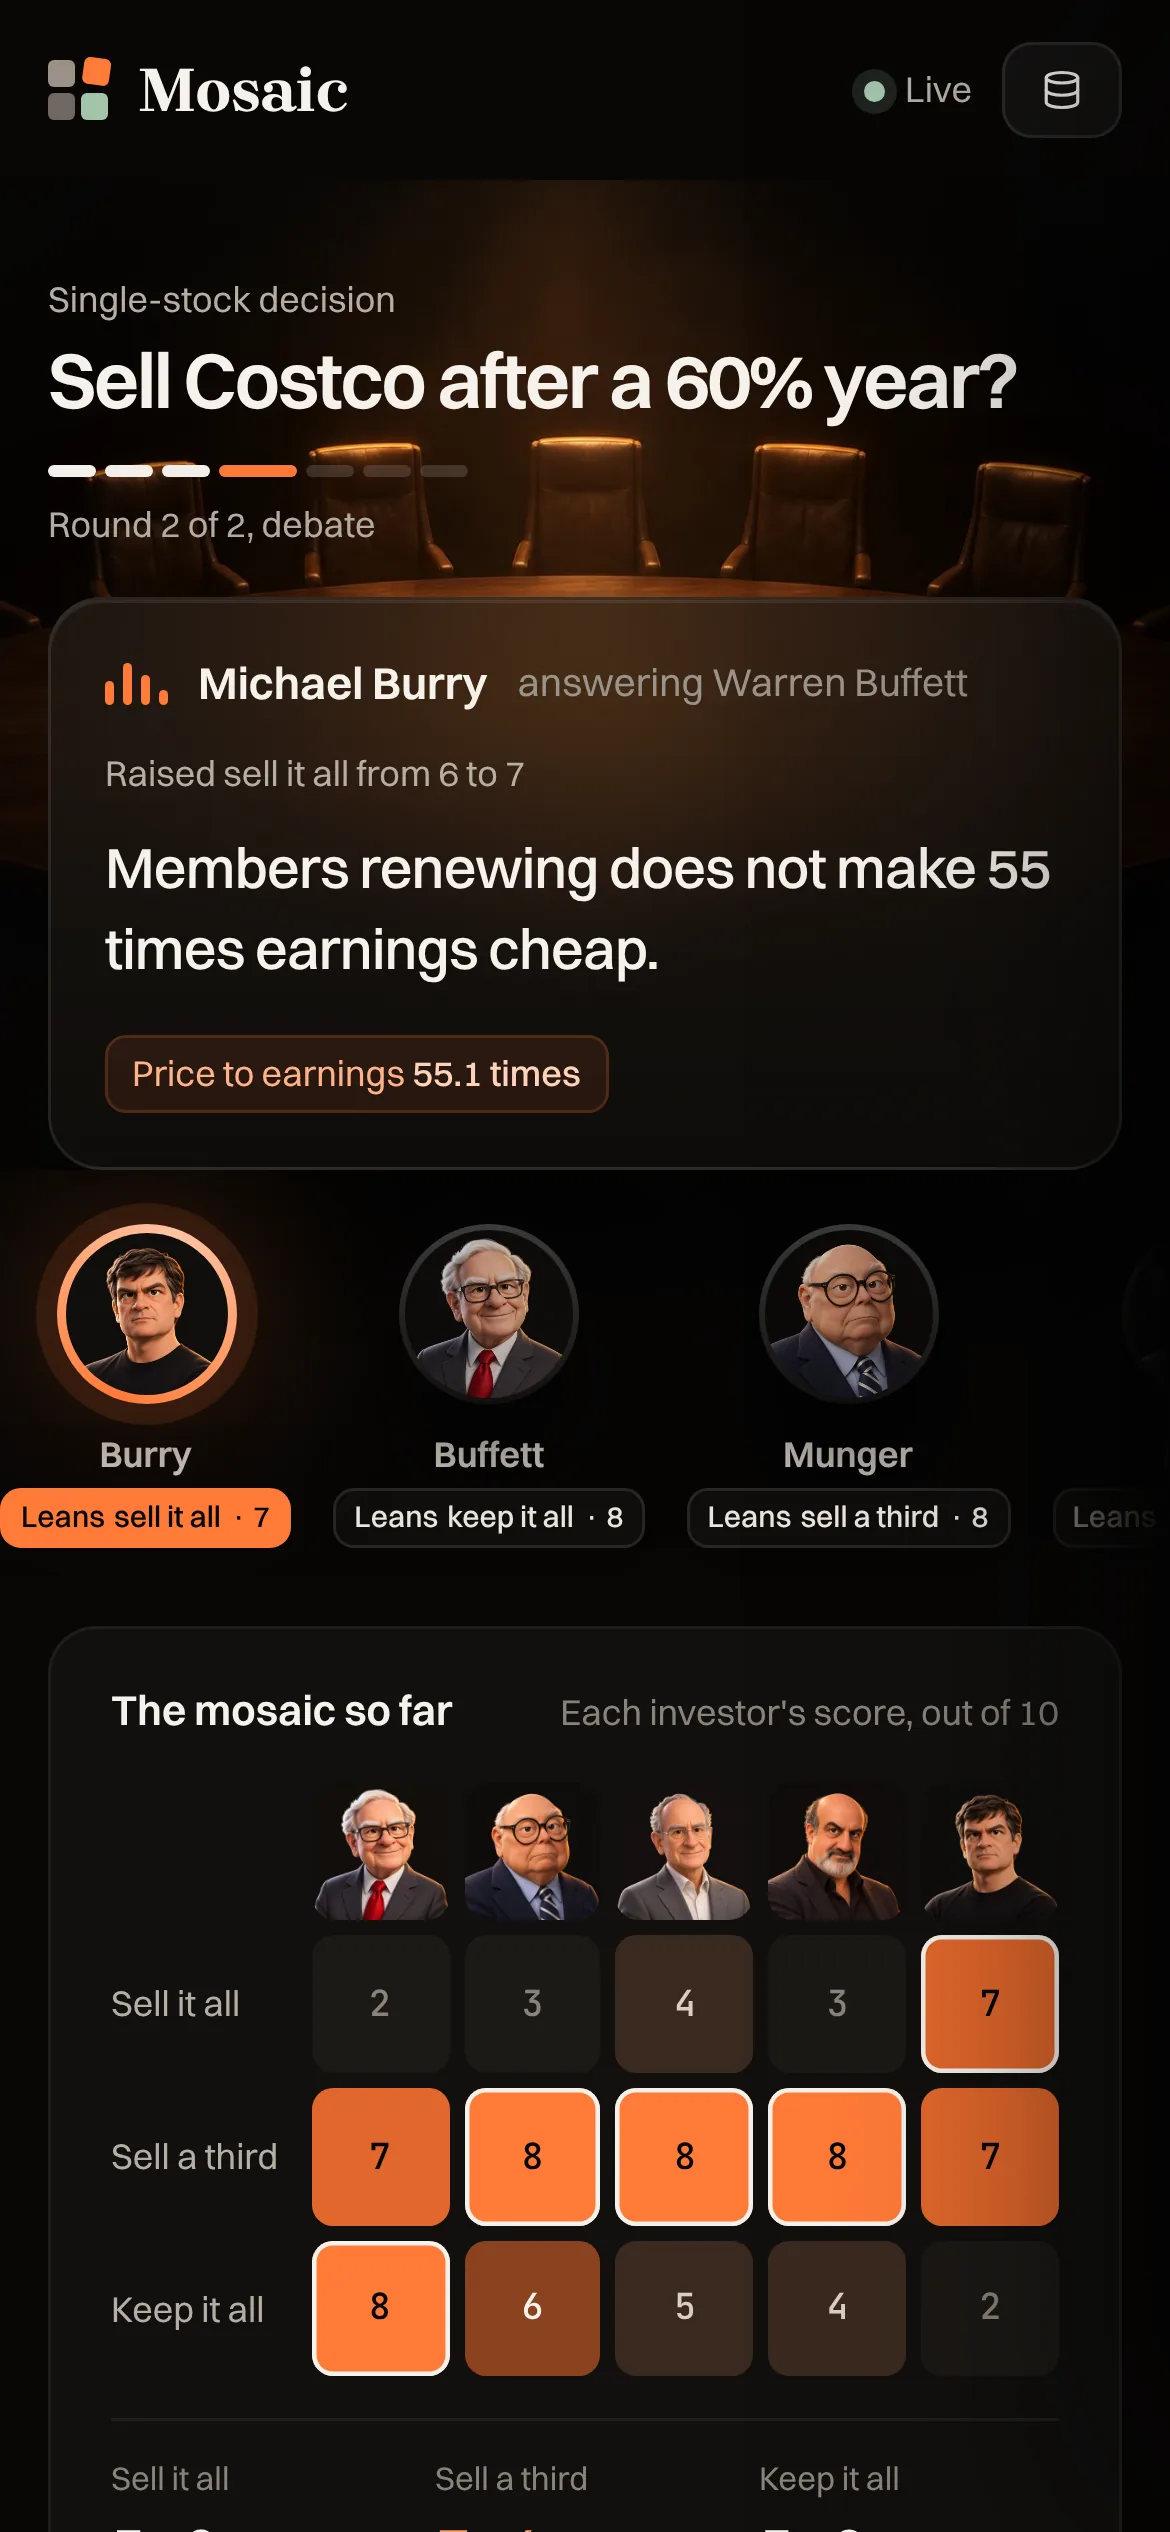 Mosaic
Live
Single-stock decision
Sell Costco after a 60% year?
Round 2 of 2, debate
Michael Burry answering Warren Buffett
Raised sell it all from 6 to 7
Members renewing does not make 55
times earnings cheap.
Price to earnings 55.1 times
Burry
Buffett
Munger
Leans sell it all · 7
Leans keep it all · 8
Leans sell a third · 8
Leans
The mosaic so far
Each investor's score, out of 10
Sell it all 2 3 4 3 7
Sell a third 7 8 8 8 7
Keep it all 8 6 5 4 2
Sell it all
Sell a third
Keep it all